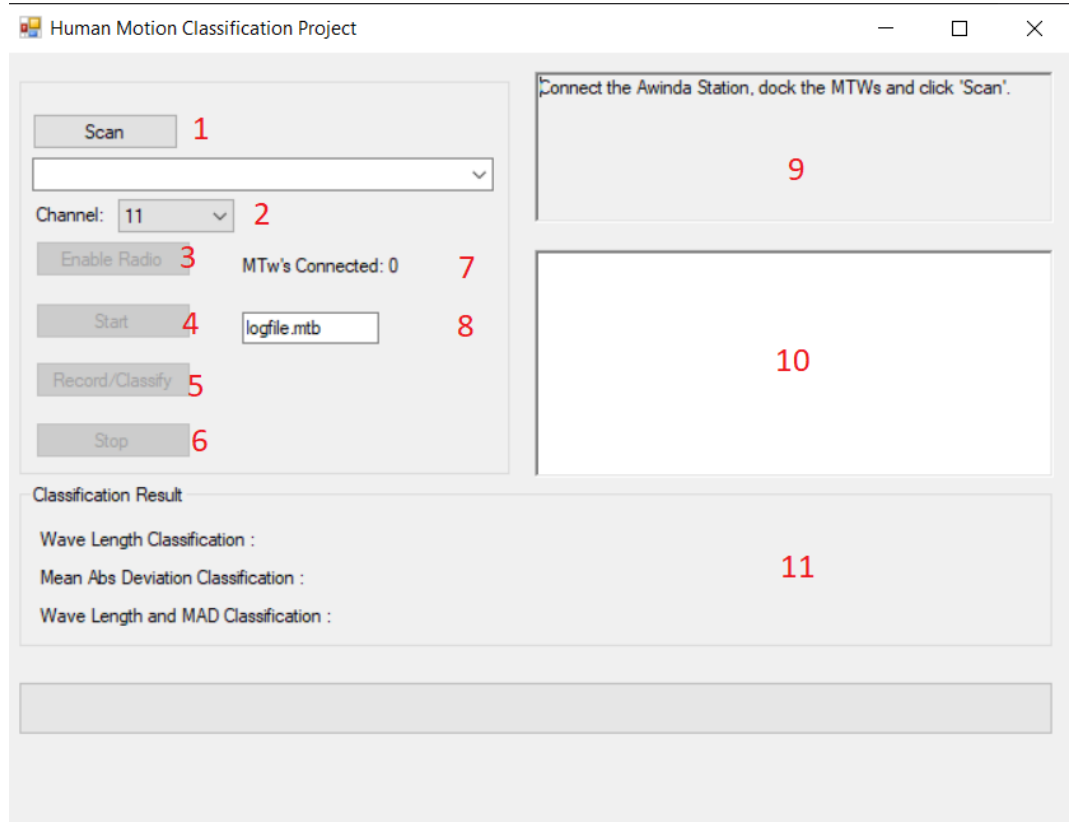 Human Motion Classification Project
Scan 1
Channel: 11 2
Enable Radio 3
MTw's Connected: 0 7
Start 4
logfile.mtb 8
Record/Classify 5
Stop 6
Connect the Awinda Station, dock the MTWs and click 'Scan'.
9
10
Classification Result
Wave Length Classification :
Mean Abs Deviation Classification :
Wave Length and MAD Classification :
11